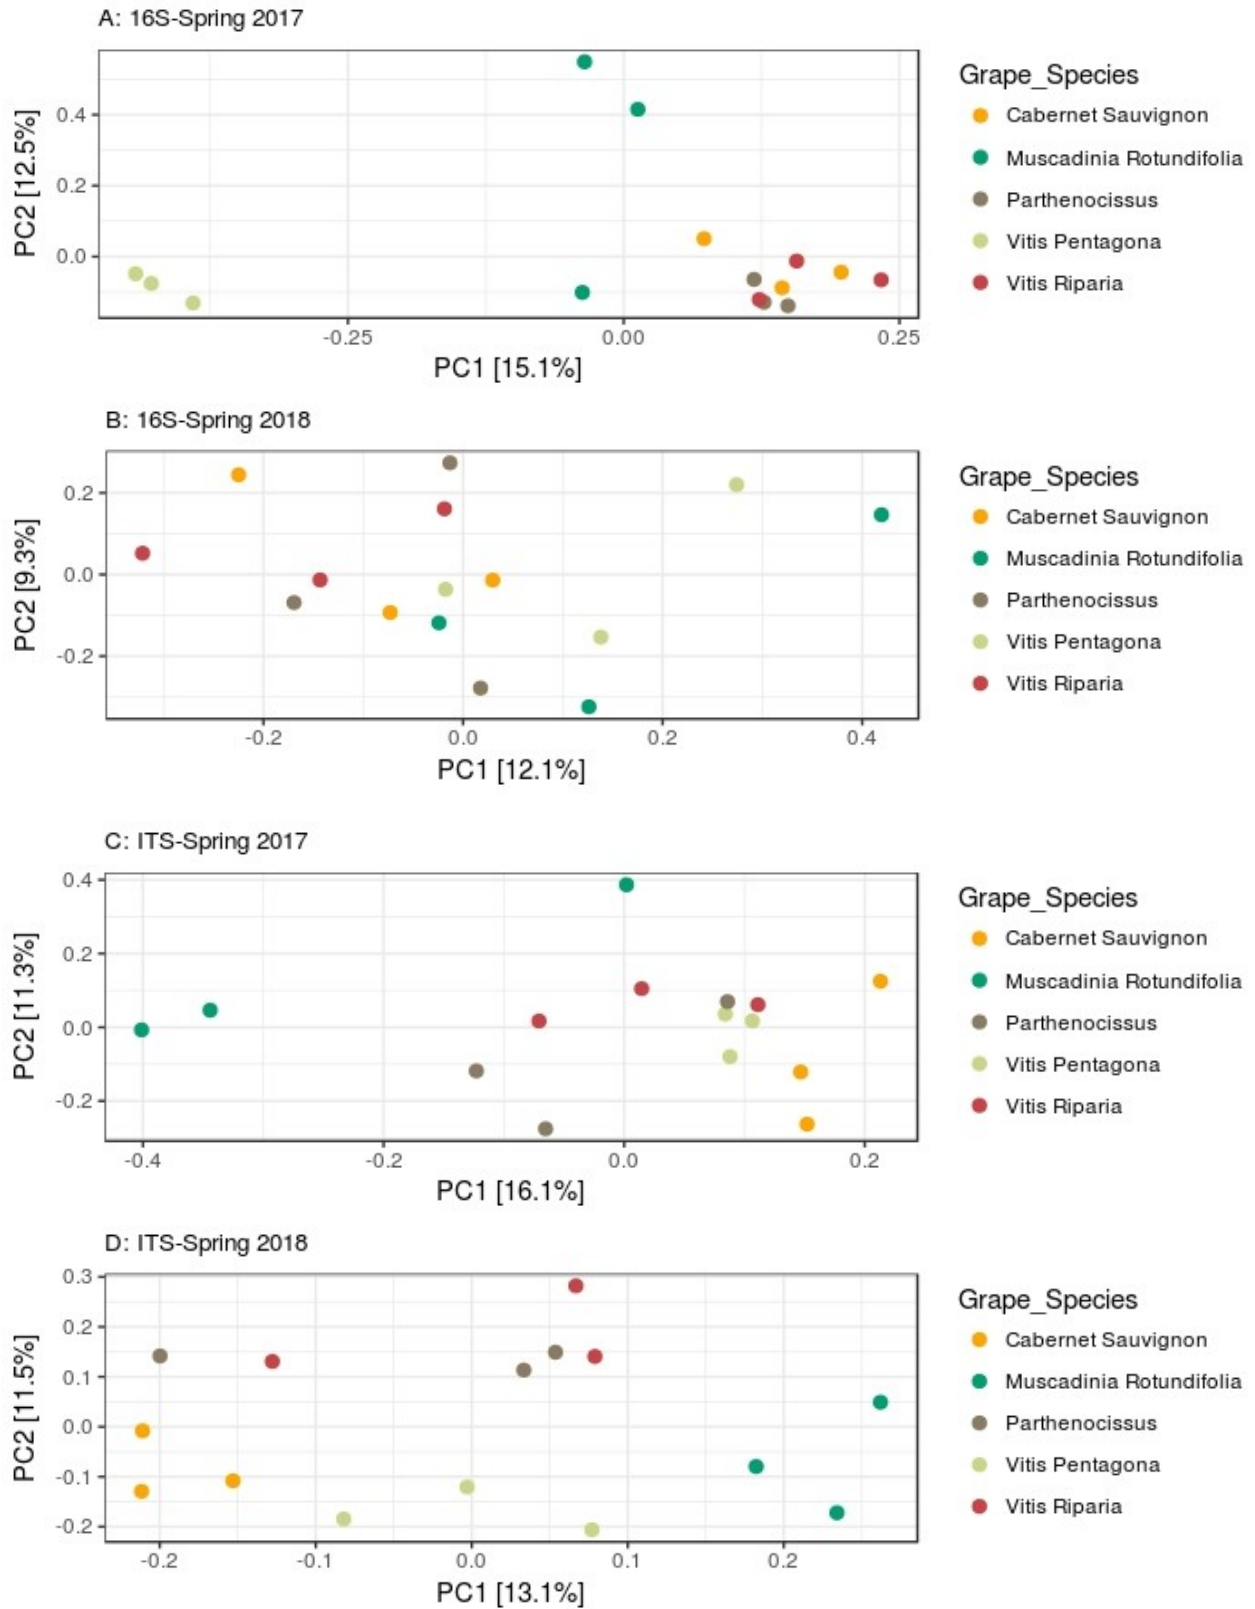 A: 16S-Spring 2017
PC2 [12.5%]
0.4
0.2
0.0
-0.25
0.00
0.25
PC1 [15.1%]
Grape_Species
Cabernet Sauvignon
Muscadinia Rotundifolia
Parthenocissus
Vitis Pentagona
Vitis Riparia
B: 16S-Spring 2018
PC2 [9.3%]
0.2
0.0
-0.2
-0.2
0.0
0.2
0.4
PC1 [12.1%]
Grape_Species
Cabernet Sauvignon
Muscadinia Rotundifolia
Parthenocissus
Vitis Pentagona
Vitis Riparia
C: ITS-Spring 2017
PC2 [11.3%]
0.4
0.2
0.0
-0.2
-0.4
-0.2
0.0
0.2
PC1 [16.1%]
Grape_Species
Cabernet Sauvignon
Muscadinia Rotundifolia
Parthenocissus
Vitis Pentagona
Vitis Riparia
D: ITS-Spring 2018
PC2 [11.5%]
0.3
0.2
0.1
0.0
-0.1
-0.2
-0.2
-0.1
0.0
0.1
0.2
PC1 [13.1%]
Grape_Species
Cabernet Sauvignon
Muscadinia Rotundifolia
Parthenocissus
Vitis Pentagona
Vitis Riparia